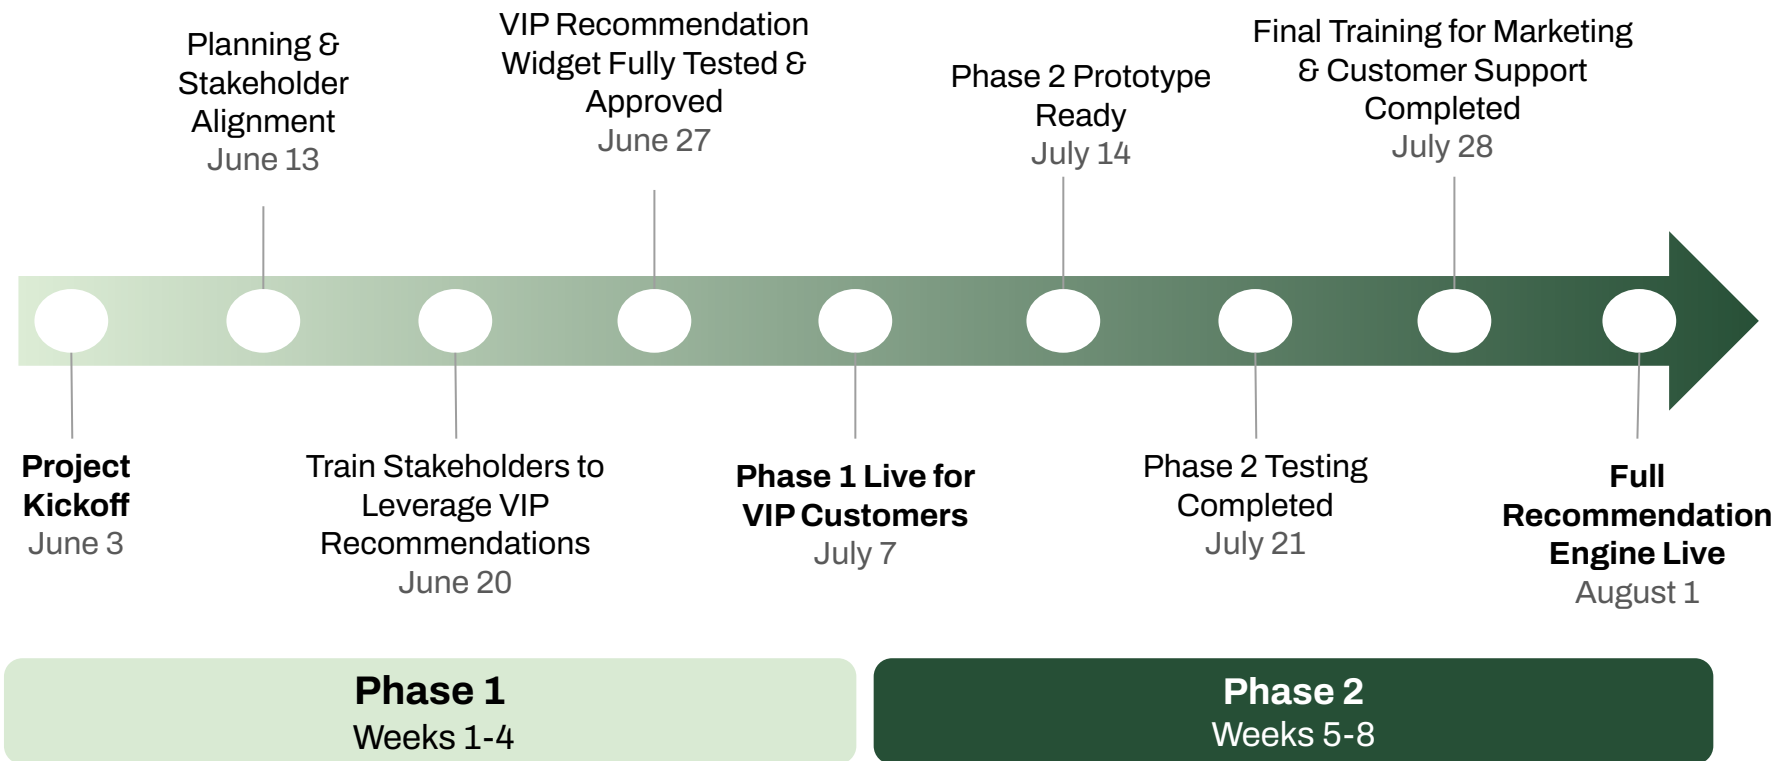 Planning &
Stakeholder
Alignment
June 13
VIP Recommendation
Widget Fully Tested &
Approved
June 27
Phase 2 Prototype
Ready
July 14
Final Training for Marketing
& Customer Support
Completed
July 28
Project
Kickoff
June 3
Train Stakeholders to
Leverage VIP
Recommendations
June 20
Phase 1 Live for
VIP Customers
July 7
Phase 2 Testing
Completed
July 21
Full
Recommendation
Engine Live
August 1
Phase 1
Weeks 1-4
Phase 2
Weeks 5-8